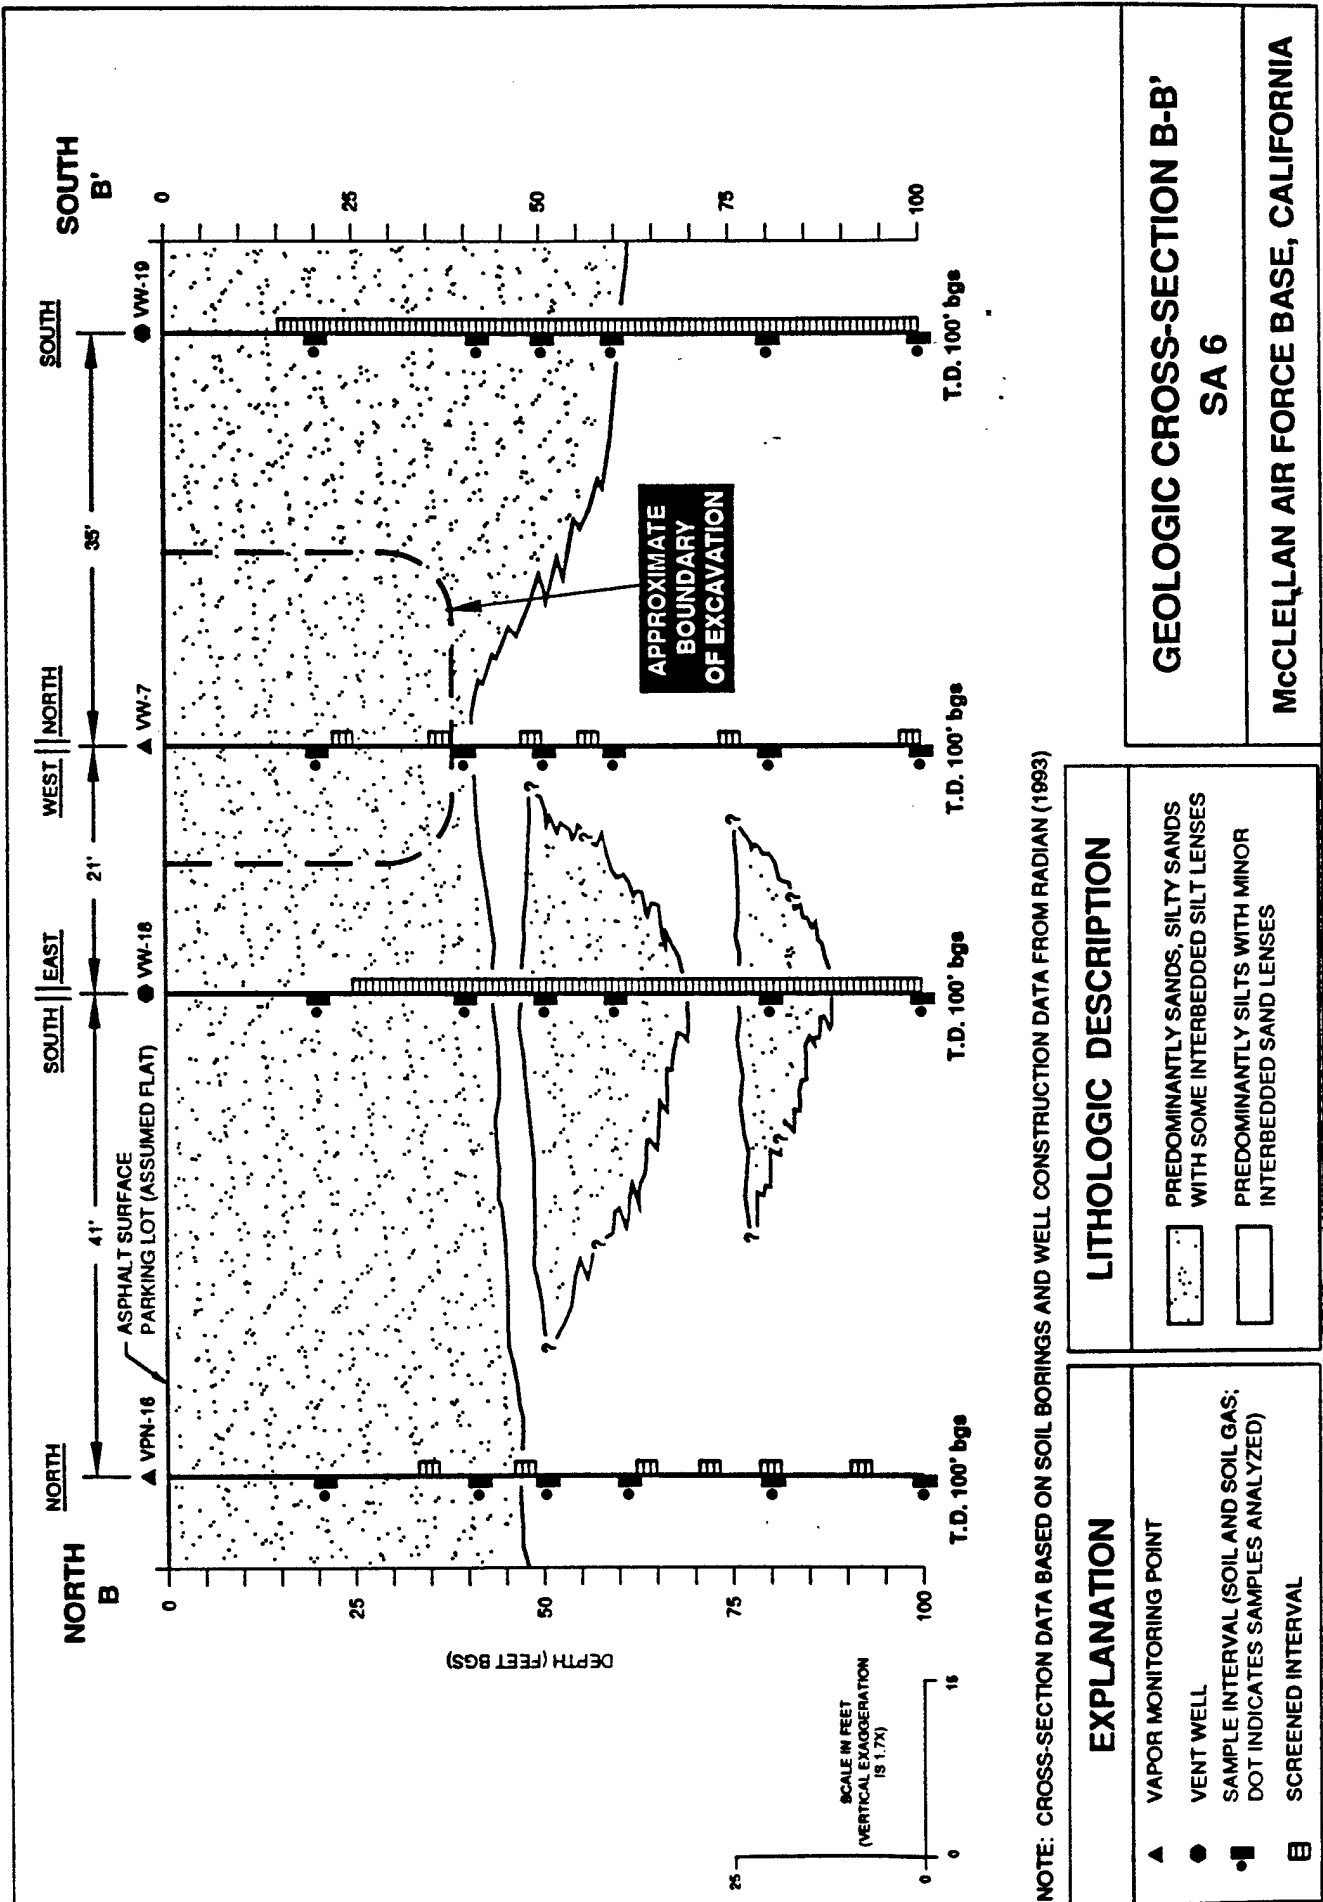 NORTH
B
SOUTH
B'
NORTH
SOUTH || EAST
WEST || NORTH
SOUTH
41'
21'
35'
ASPHALT SURFACE
PARKING LOT (ASSUMED FLAT)
VPN-16
VW-18
VW-7
VW-19
0
25
50
75
100
DEPTH (FEET BGS)
0
25
50
75
100
APPROXIMATE
BOUNDARY
OF EXCAVATION
?
?
?
?
?
?
?
?
T.D. 100' bgs
T.D. 100' bgs
T.D. 100' bgs
T.D. 100' bgs
SCALE IN FEET
(VERTICAL EXAGGERATION
IS 1.7X)
25
0
0
15
NOTE: CROSS-SECTION DATA BASED ON SOIL BORINGS AND WELL CONSTRUCTION DATA FROM RADIAN (1993)
EXPLANATION
VAPOR MONITORING POINT
VENT WELL
SAMPLE INTERVAL (SOIL AND SOIL GAS;
DOT INDICATES SAMPLES ANALYZED)
SCREENED INTERVAL
LITHOLOGIC DESCRIPTION
PREDOMINANTLY SANDS, SILTY SANDS
WITH SOME INTERBEDDED SILT LENSES
PREDOMINANTLY SILTS WITH MINOR
INTERBEDDED SAND LENSES
GEOLOGIC CROSS-SECTION B-B'
SA 6
McCLELLAN AIR FORCE BASE, CALIFORNIA